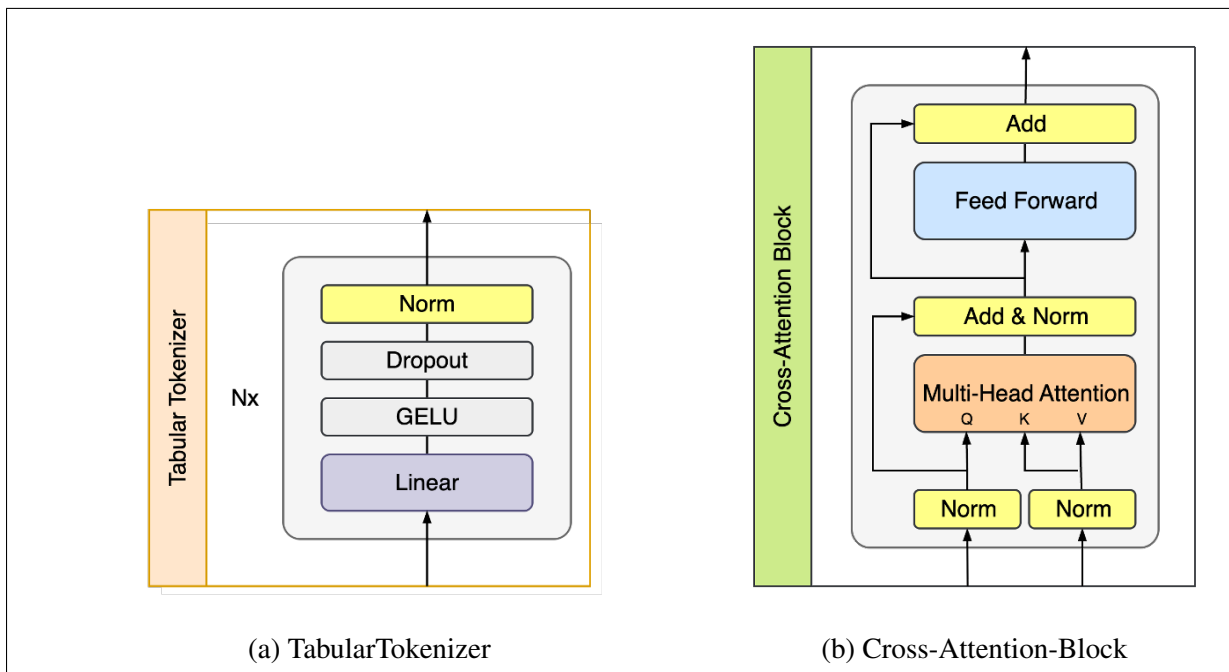 Tabular Tokenizer
Nx
Norm
Dropout
GELU
Linear
(a) TabularTokenizer
Cross-Attention Block
Add
Feed Forward
Add & Norm
Multi-Head Attention
Q K V
Norm Norm
(b) Cross-Attention-Block